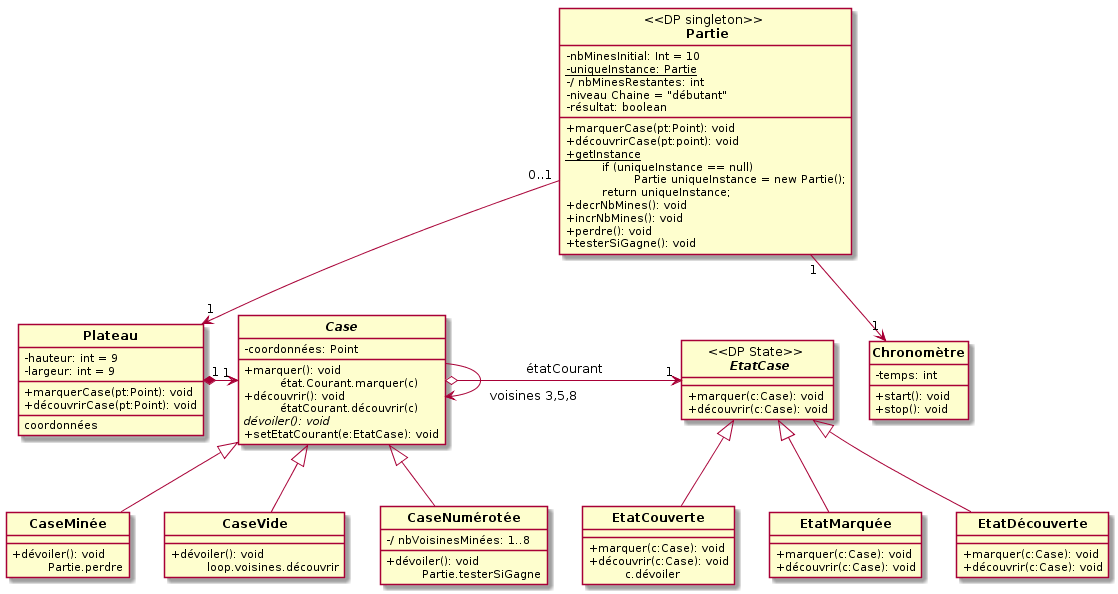 <<DP singleton>>
Partie
-nbMinesInitial: Int = 10
-uniqueInstance: Partie
-/ nbMinesRestantes: int
-niveau Chaine = "débutant"
-résultat: boolean
+marquerCase(pt:Point): void
+découvrirCase(pt:point): void
+getInstance
if (uniqueInstance == null)
Partie uniqueInstance = new Partie();
return uniqueInstance;
+decrNbMines(): void
+incrNbMines(): void
+perdre(): void
+testerSiGagne(): void
0..1
1
1
1
Plateau
-hauteur: int = 9
-largeur: int = 9
+marquerCase(pt:Point): void
+découvrirCase(pt:Point): void
coordonnées
1
1
Case
-coordonnées: Point
+marquer(): void
état.Courant.marquer(c)
+découvrir(): void
étatCourant.découvrir(c)
dévoiler(): void
+setEtatCourant(e:EtatCase): void
étatCourant
1
voisines 3,5,8
<<DP State>>
EtatCase
+marquer(c:Case): void
+découvrir(c:Case): void
Chronomètre
-temps: int
+start(): void
+stop(): void
CaseMinée
+dévoiler(): void
Partie.perdre
CaseVide
+dévoiler(): void
loop.voisines.découvrir
CaseNumérotée
-/ nbVoisinesMinées: 1..8
+dévoiler(): void
Partie.testerSiGagne
EtatCouverte
+marquer(c:Case): void
+découvrir(c:Case): void
c.dévoiler
EtatMarquée
+marquer(c:Case): void
+découvrir(c:Case): void
EtatDécouverte
+marquer(c:Case): void
+découvrir(c:Case): void